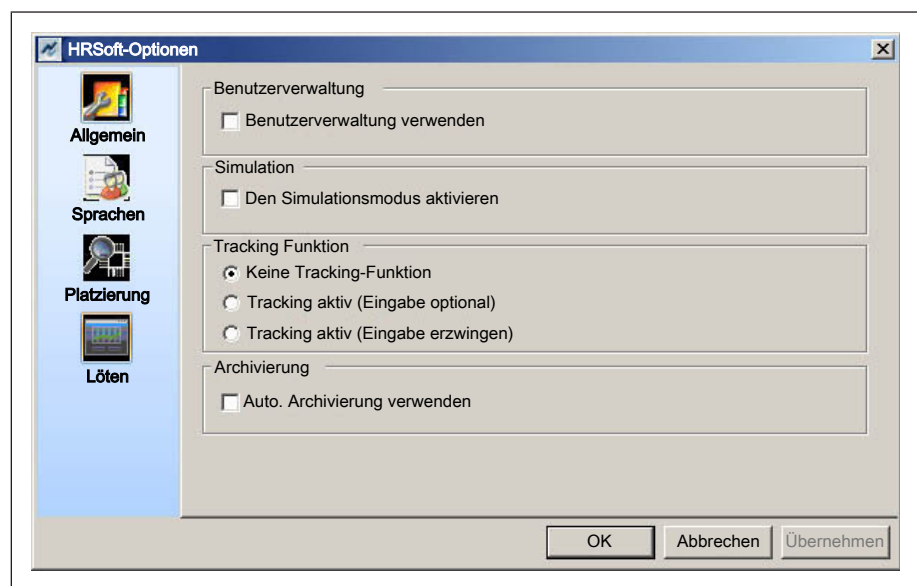 HRSoft-Optionen
Allgemein
Sprachen
Platzierung
Löten
Benutzerverwaltung
Benutzerverwaltung verwenden
Simulation
Den Simulationsmodus aktivieren
Tracking Funktion
Keine Tracking-Funktion
Tracking aktiv (Eingabe optional)
Tracking aktiv (Eingabe erzwingen)
Archivierung
Auto. Archivierung verwenden
OK
Abbrechen
Übernehmen